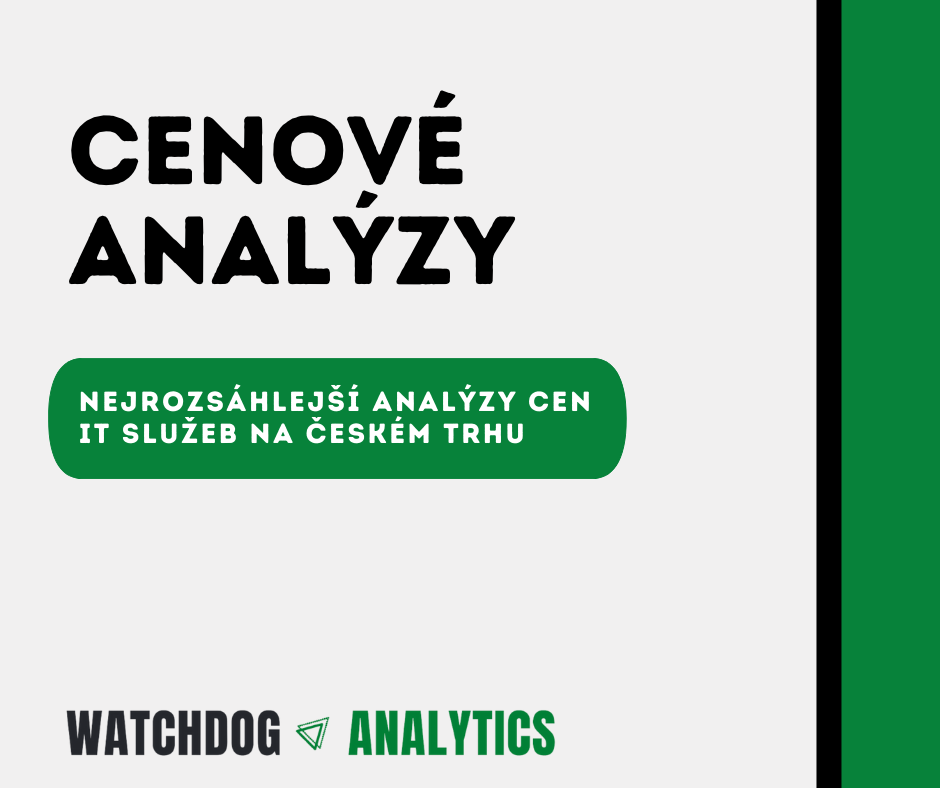 CENOVÉ
ANALÝZY
NEJROZSÁHLEJŠÍ ANALÝZY CEN
IT SLUŽEB NA ČESKÉM TRHU
WATCHDOG ANALYTICS